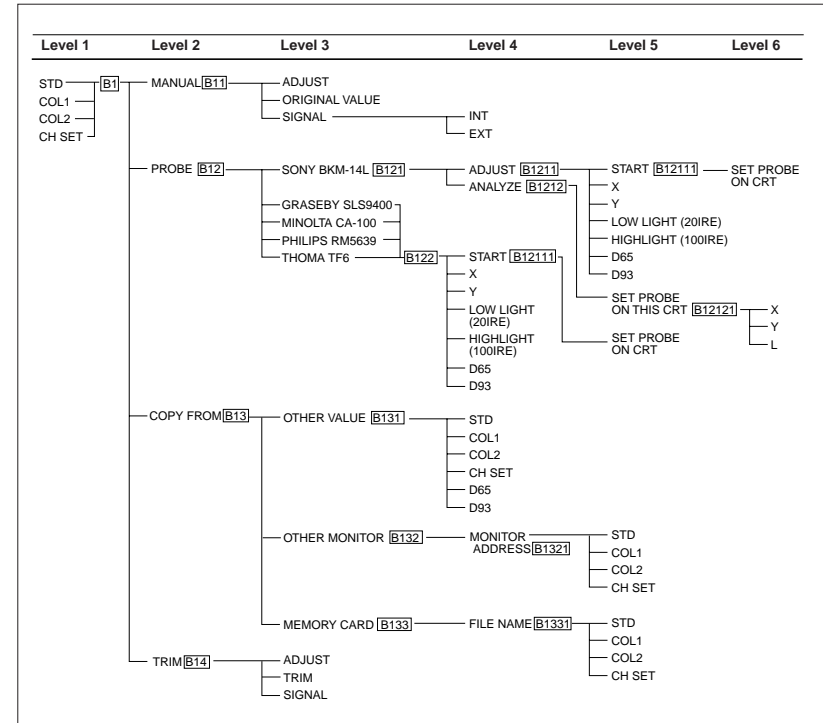 Level 1 Level 2 Level 3 Level 4 Level 5 Level 6
STD B1 MANUAL B11 ADJUST
COL1 ORIGINAL VALUE
COL2 SIGNAL INT
CH SET EXT
PROBE B12 SONY BKM-14L B121 ADJUST B1211 START B12111 SET PROBE
ON CRT
ANALYZE B1212 X
Y
GRASEBY SLS9400 LOW LIGHT (20IRE)
MINOLTA CA-100 HIGHLIGHT (100IRE)
PHILIPS RM5639 D65
THOMA TF6 B122 START B12111 D93
X
Y SET PROBE
ON THIS CRT B12121 X
LOW LIGHT Y
(20IRE) L
HIGHLIGHT SET PROBE
(100IRE) ON CRT
D65
D93
COPY FROM B13 OTHER VALUE B131 STD
COL1
COL2
CH SET
D65
D93
OTHER MONITOR B132 MONITOR STD
ADDRESS B1321 COL1
COL2
CH SET
MEMORY CARD B133 FILE NAME B1331 STD
COL1
COL2
CH SET
TRIM B14 ADJUST
TRIM
SIGNAL